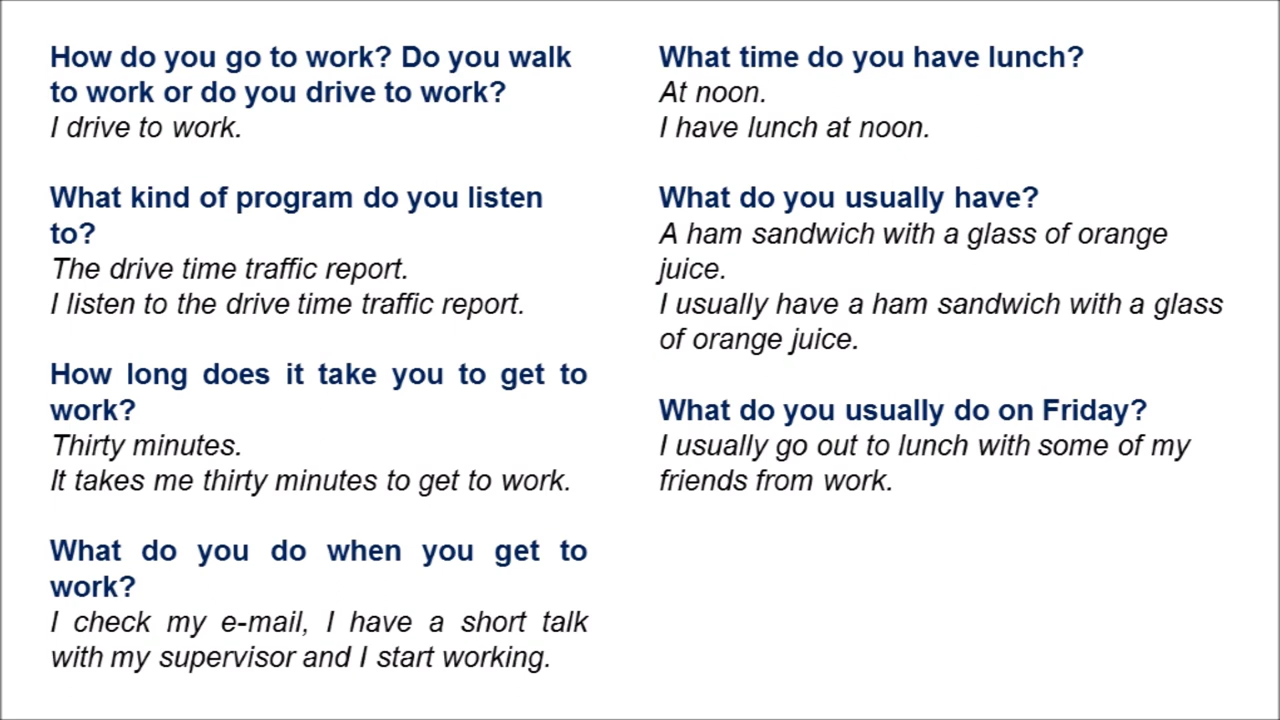 How do you go to work? Do you walk
to work or do you drive to work?
I drive to work.
What kind of program do you listen
to?
The drive time traffic report.
I listen to the drive time traffic report.
How long does it take you to get to
work?
Thirty minutes.
It takes me thirty minutes to get to work.
What do you do when you get to
work?
I check my e-mail, I have a short talk
with my supervisor and I start working.
What time do you have lunch?
At noon.
I have lunch at noon.
What do you usually have?
A ham sandwich with a glass of orange
juice.
I usually have a ham sandwich with a glass
of orange juice.
What do you usually do on Friday?
I usually go out to lunch with some of my
friends from work.